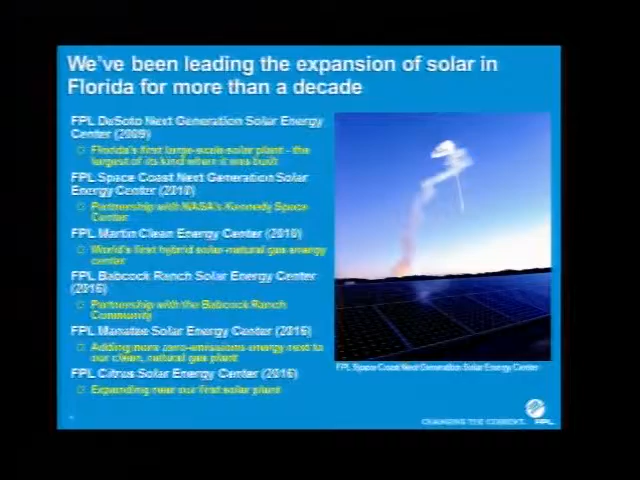 We've been leading the expansion of solar in
Florida for more than a decade
FPL DeSoto Next Generation Solar Energy
Center (2009)
Florida's first large-scale solar plant - the
largest of its kind when it was built
FPL Space Coast Next Generation Solar
Energy Center (2010)
Partnership with NASA's Kennedy Space
Center
FPL Martin Clean Energy Center (2010)
World's first hybrid solar-natural gas energy
center
FPL Babcock Ranch Solar Energy Center
(2016)
Partnership with the Babcock Ranch
Community
FPL Manatee Solar Energy Center (2016)
Adding more zero-emissions energy next to
our clean, natural gas plant
FPL Citrus Solar Energy Center (2016)
Expanding near our first solar plant
FPL Space Coast Next Generation Solar Energy Center
CHANGING THE CURRENT. FPL.